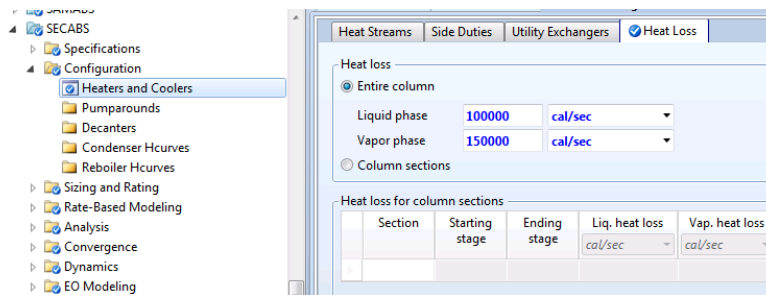 SECABS
Specifications
Configuration
Heaters and Coolers
Pumparounds
Decanters
Condenser Hcurves
Reboiler Hcurves
Sizing and Rating
Rate-Based Modeling
Analysis
Convergence
Dynamics
EO Modeling
Heat Streams Side Duties Utility Exchangers Heat Loss
Heat loss
Entire column
Liquid phase 100000 cal/sec
Vapor phase 150000 cal/sec
Column sections
Heat loss for column sections
Section Starting stage Ending stage Liq. heat loss Vap. heat loss
cal/sec cal/sec